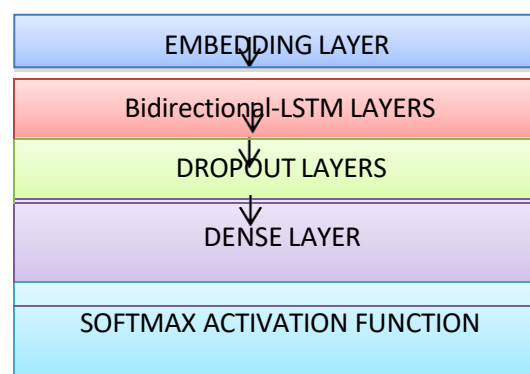 EMBEDDING LAYER
Bidirectional-LSTM LAYERS
DROPOUT LAYERS
DENSE LAYER
SOFTMAX ACTIVATION FUNCTION